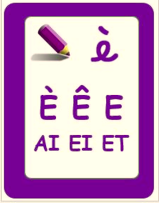 è
È Ê E
AI EI ET